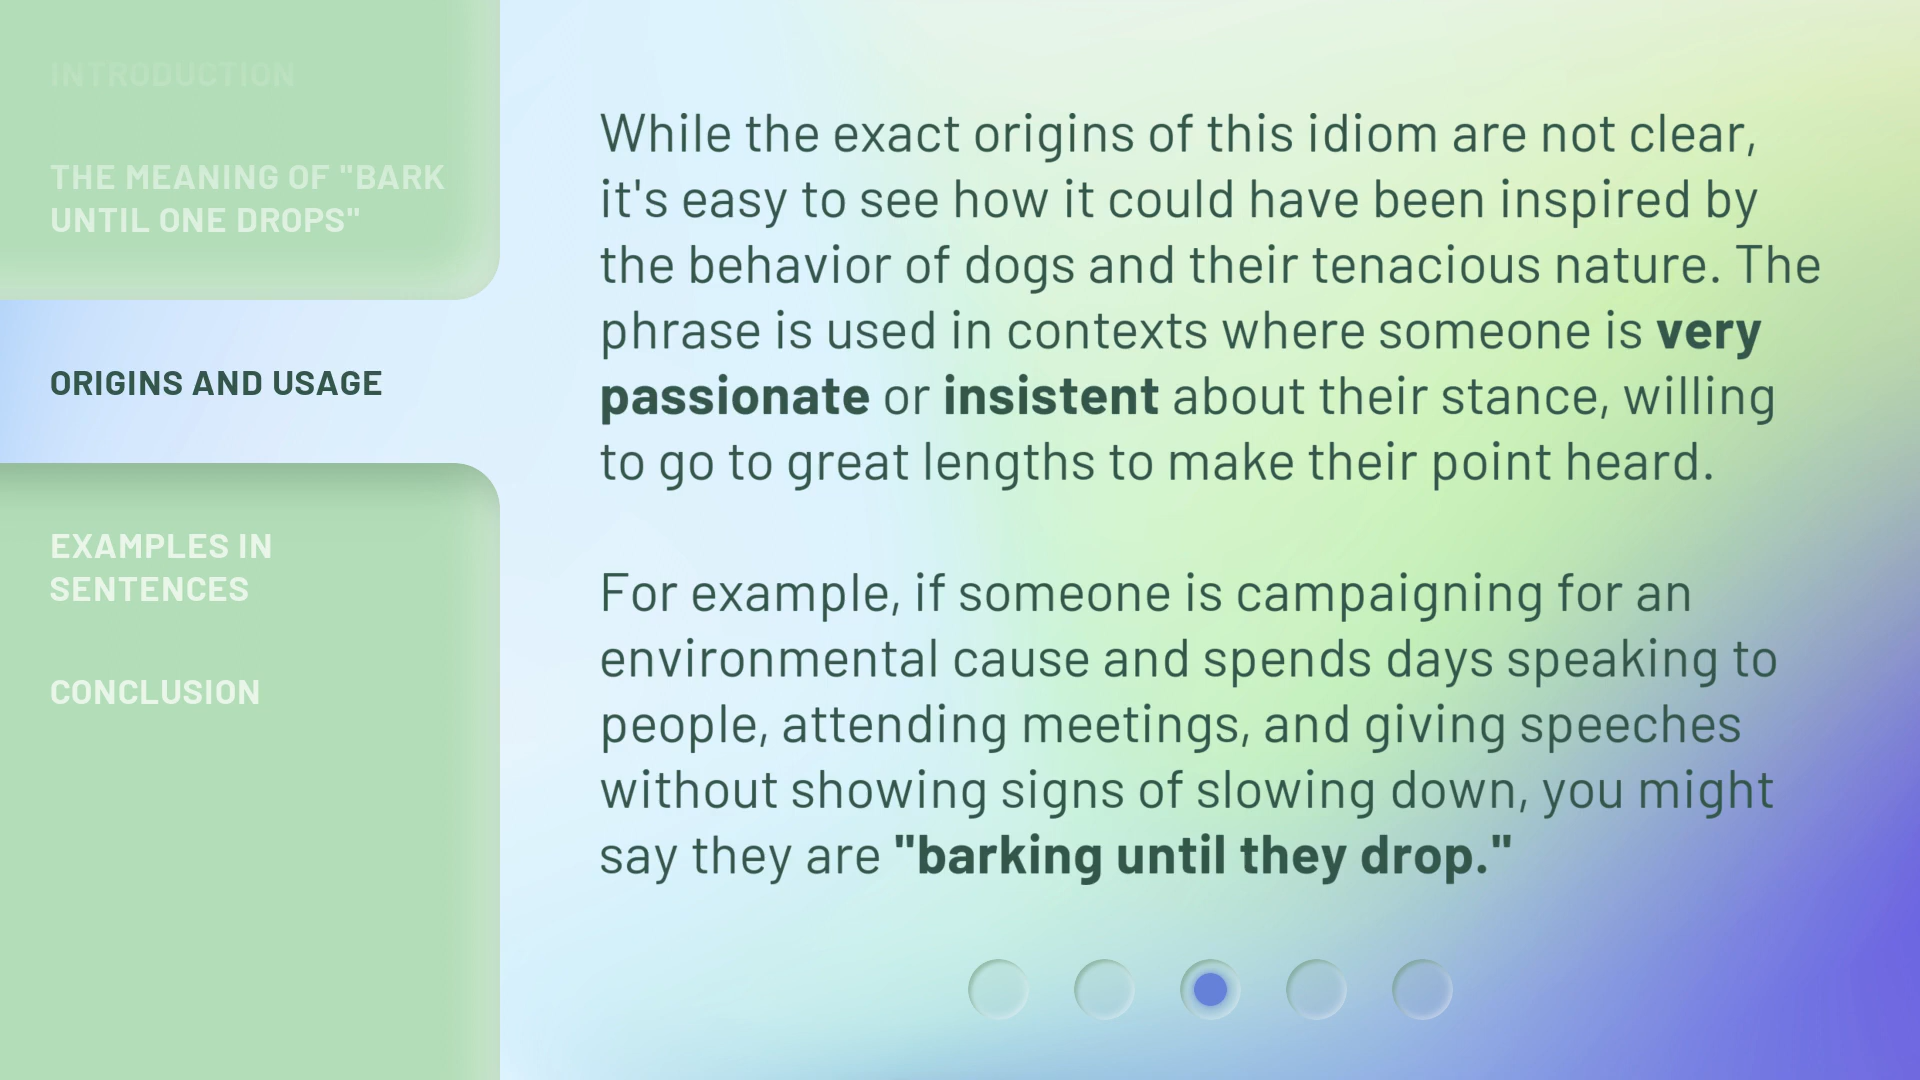 INTRODUCTION
THE MEANING OF "BARK
UNTIL ONE DROPS"
ORIGINS AND USAGE
EXAMPLES IN
SENTENCES
CONCLUSION
While the exact origins of this idiom are not clear,
it's easy to see how it could have been inspired by
the behavior of dogs and their tenacious nature. The
phrase is used in contexts where someone is very
passionate or insistent about their stance, willing
to go to great lengths to make their point heard.
For example, if someone is campaigning for an
environmental cause and spends days speaking to
people, attending meetings, and giving speeches
without showing signs of slowing down, you might
say they are "barking until they drop."